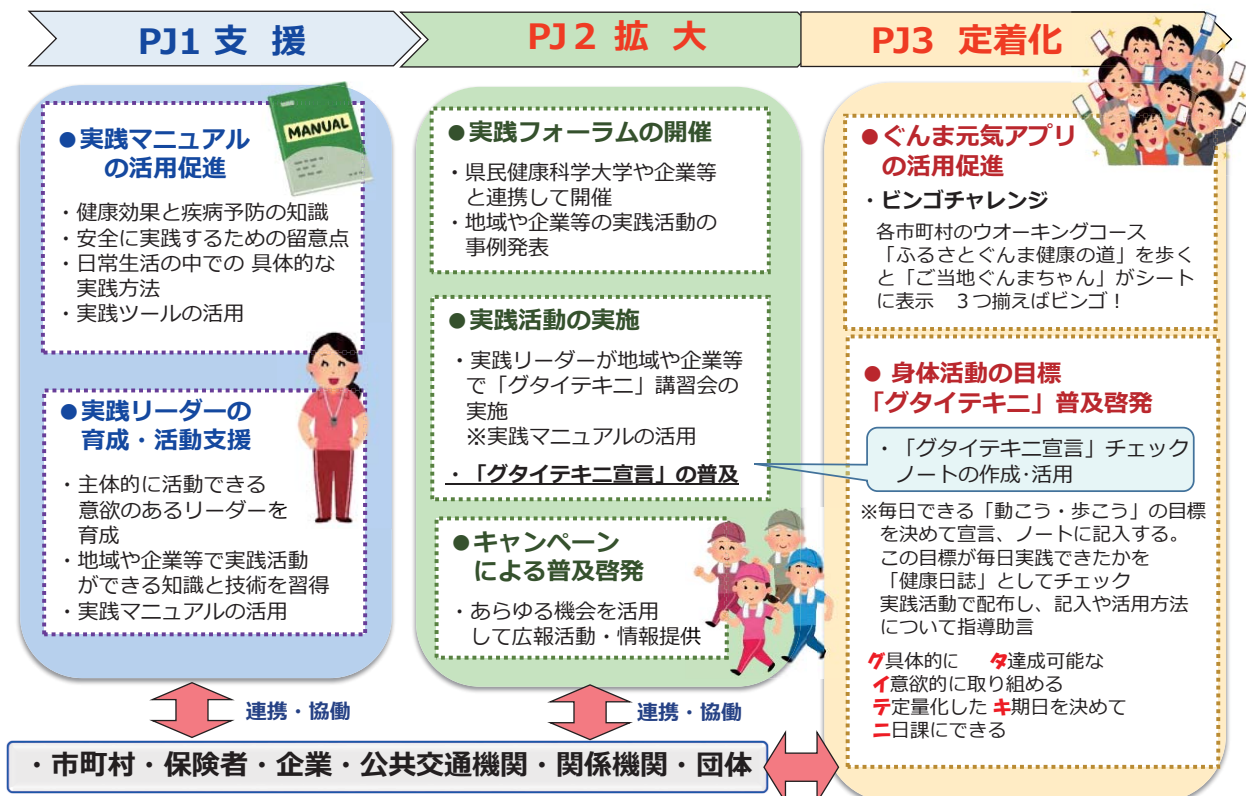 PJ1 支 援
PJ2 拡 大
PJ3 定着化
●実践マニュアル
の活用促進
MANUAL
・健康効果と疾病予防の知識
・安全に実践するための留意点
・日常生活の中での 具体的な
実践方法
・実践ツールの活用
●実践リーダーの
育成・活動支援
・主体的に活動できる
意欲のあるリーダーを
育成
・地域や企業等で実践活動
ができる知識と技術を習得
・実践マニュアルの活用
●実践フォーラムの開催
・県民健康科学大学や企業等
と連携して開催
・地域や企業等の実践活動の
事例発表
●実践活動の実施
・実践リーダーが地域や企業等
で「グタイテキニ」講習会の
実施
※実践マニュアルの活用
・「グタイテキニ宣言」の普及
●キャンペーン
による普及啓発
・あらゆる機会を活用
して広報活動・情報提供
●ぐんま元気アプリ
の活用促進
・ビンゴチャレンジ
各市町村のウオーキングコース
「ふるさとぐんま健康の道」を歩く
と「ご当地ぐんまちゃん」がシート
に表示 3つ揃えばビンゴ！
● 身体活動の目標
「グタイテキニ」普及啓発
・「グタイテキニ宣言」チェック
ノートの作成・活用
※毎日できる「動こう・歩こう」の目標
を決めて宣言、ノートに記入する。
この目標が毎日実践できたかを
「健康日誌」としてチェック
実践活動で配布し、記入や活用方法
について指導助言
グ具体的に タ達成可能な
イ意欲的に取り組める
テ定量化した キ期日を決めて
ニ日課にできる
連携・協働
連携・協働
・市町村・保険者・企業・公共交通機関・関係機関・団体